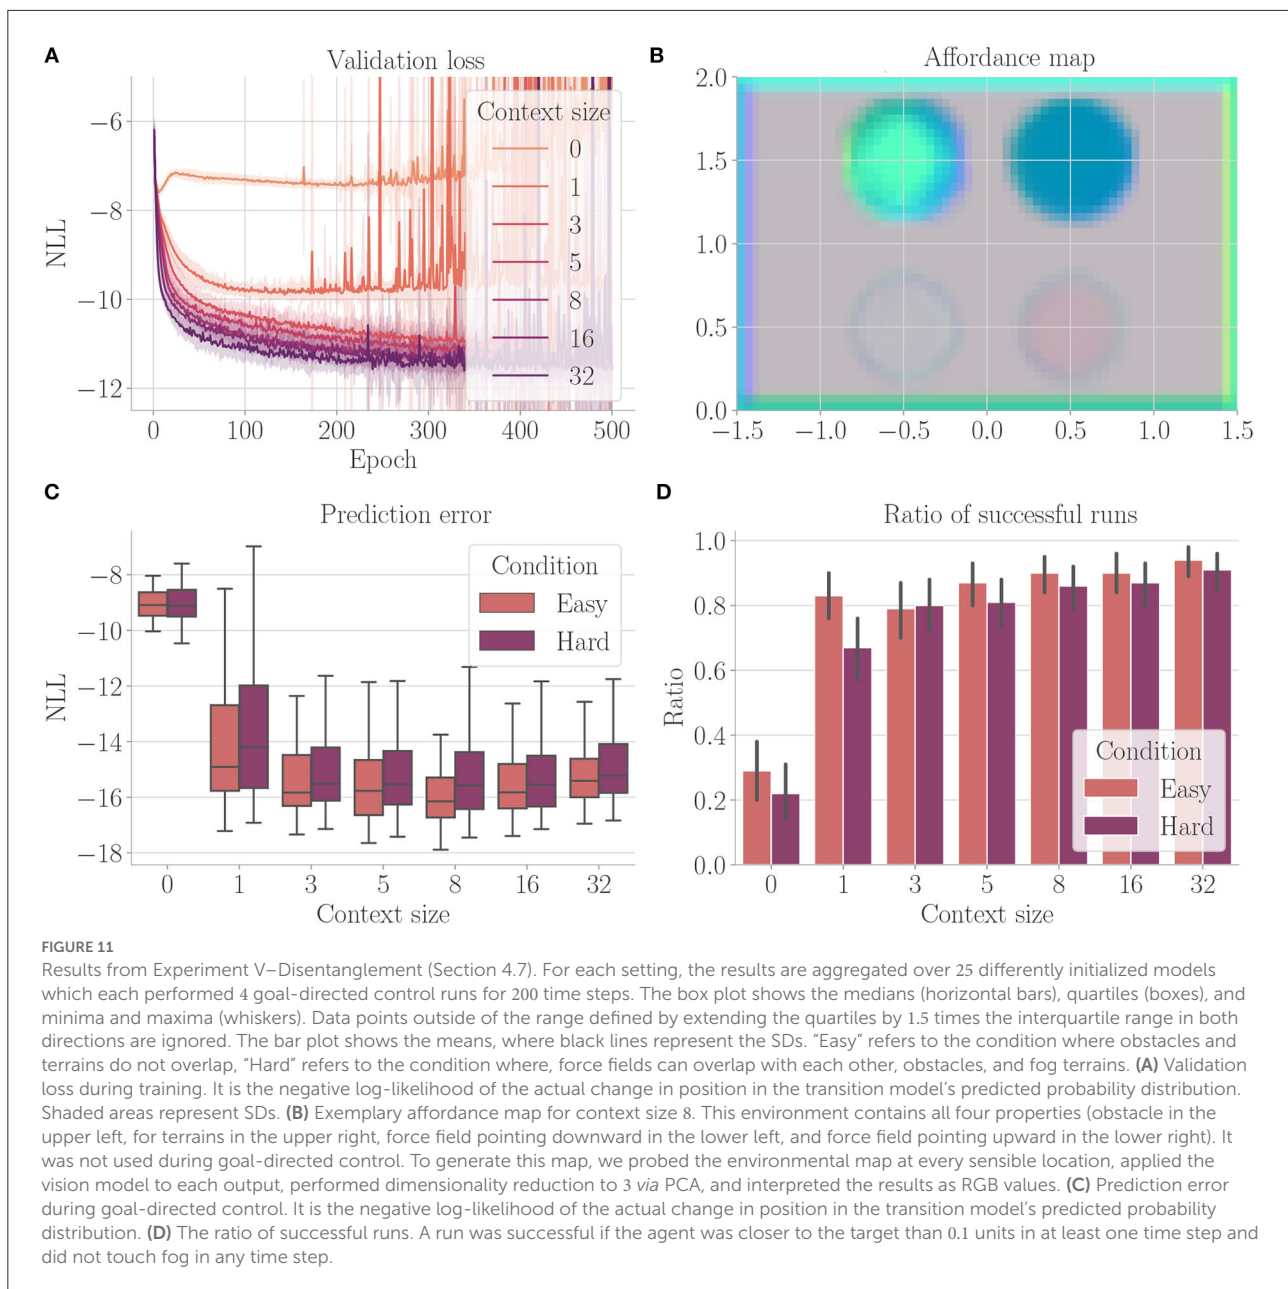 A
Validation loss
NLL
−6
−8
−10
−12
0
100
200
300
400
500
Epoch
Context size
0
1
3
5
8
16
32
B
Affordance map
2.0
1.5
1.0
0.5
0.0
−1.5
−1.0
−0.5
0.0
0.5
1.0
1.5
C
Prediction error
NLL
−8
−10
−12
−14
−16
−18
0
1
3
5
8
16
32
Context size
Condition
Easy
Hard
D
Ratio of successful runs
Ratio
1.0
0.8
0.6
0.4
0.2
0.0
0
1
3
5
8
16
32
Context size
Condition
Easy
Hard
FIGURE 11
Results from Experiment V–Disentanglement (Section 4.7). For each setting, the results are aggregated over 25 differently initialized models
which each performed 4 goal-directed control runs for 200 time steps. The box plot shows the medians (horizontal bars), quartiles (boxes), and
minima and maxima (whiskers). Data points outside of the range defined by extending the quartiles by 1.5 times the interquartile range in both
directions are ignored. The bar plot shows the means, where black lines represent the SDs. "Easy" refers to the condition where obstacles and
terrains do not overlap, "Hard" refers to the condition where, force fields can overlap with each other, obstacles, and fog terrains. (A) Validation
loss during training. It is the negative log-likelihood of the actual change in position in the transition model's predicted probability distribution.
Shaded areas represent SDs. (B) Exemplary affordance map for context size 8. This environment contains all four properties (obstacle in the
upper left, for terrains in the upper right, force field pointing downward in the lower left, and force field pointing upward in the lower right). It
was not used during goal-directed control. To generate this map, we probed the environmental map at every sensible location, applied the
vision model to each output, performed dimensionality reduction to 3 via PCA, and interpreted the results as RGB values. (C) Prediction error
during goal-directed control. It is the negative log-likelihood of the actual change in position in the transition model's predicted probability
distribution. (D) The ratio of successful runs. A run was successful if the agent was closer to the target than 0.1 units in at least one time step and
did not touch fog in any time step.